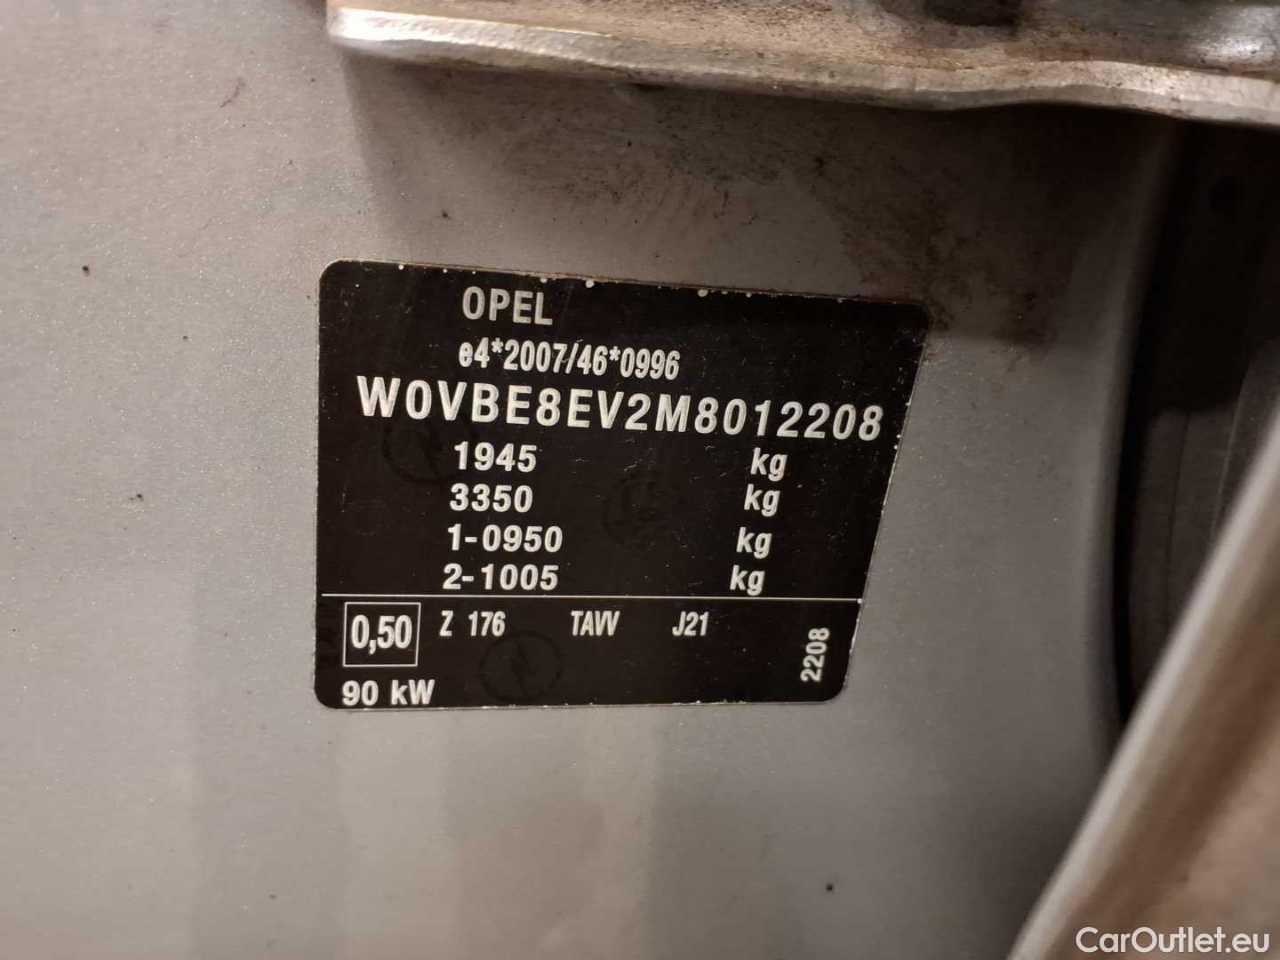 OPEL
e4*2007/46*0996
W0VBE8EV2M8012208
1945 kg
3350 kg
1-0950 kg
2-1005 kg
0,50 Z 176 TAVV J21
2208
90 kW
CarOutlet.eu